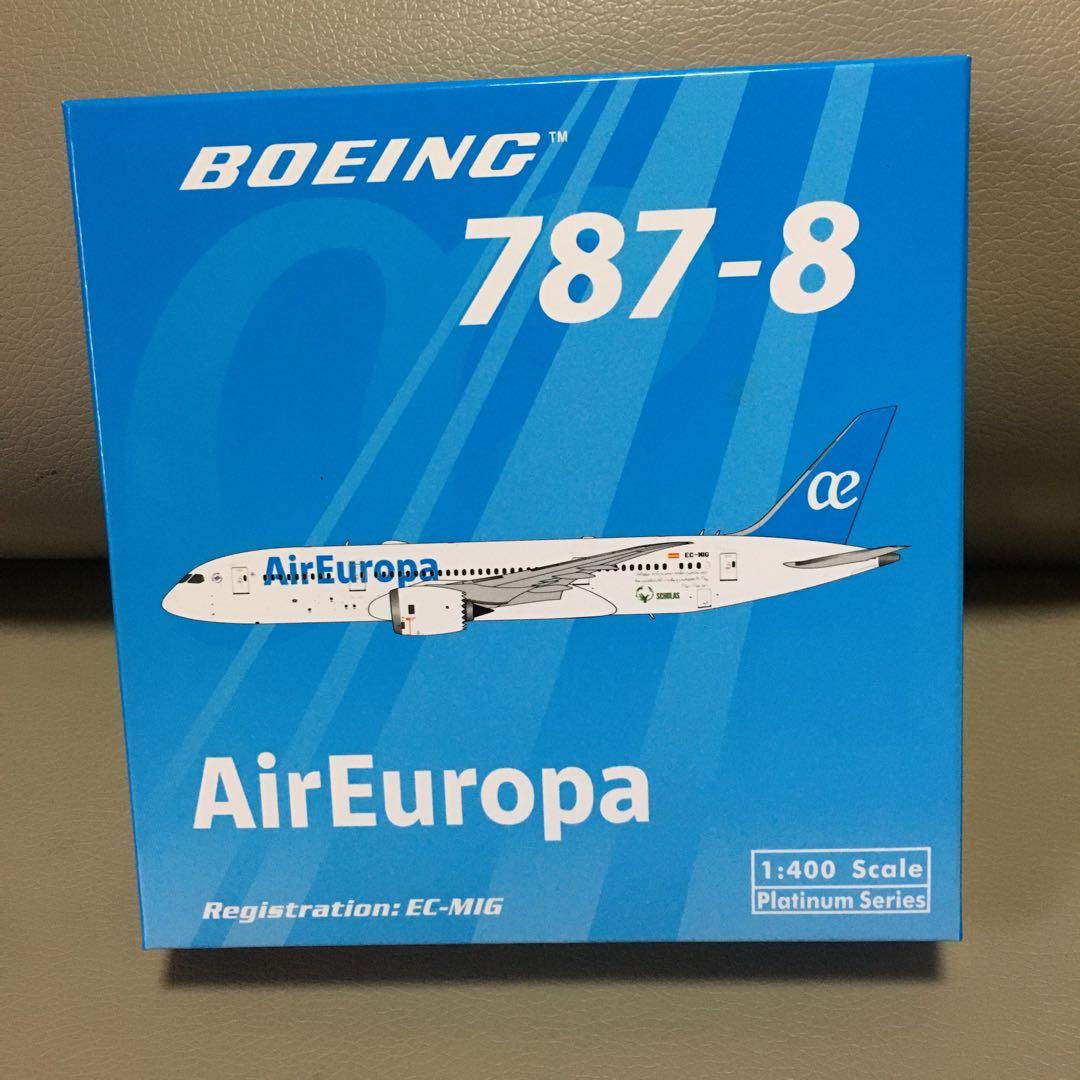 BOEING™
787-8
æ
AirEuropa
EC-MIG
SCHOLAS
AirEuropa
1:400 Scale
Platinum Series
Registration: EC-MIG